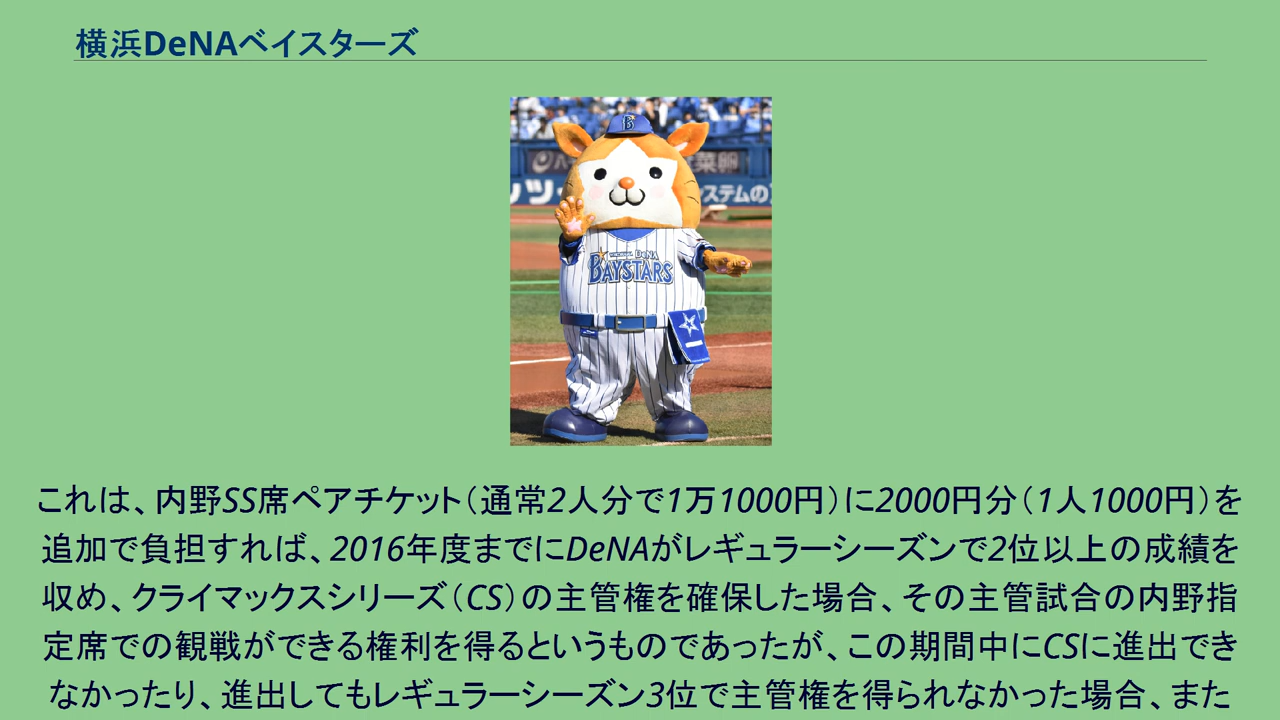 横浜DeNAベイスターズ
ッツ・
システムの
DeNA
BAYSTARS
これは、内野SS席ペアチケット（通常2人分で1万1000円）に2000円分（1人1000円）を
追加で負担すれば、2016年度までにDeNAがレギュラーシーズンで2位以上の成績を
収め、クライマックスシリーズ（CS）の主管権を確保した場合、その主管試合の内野指
定席での観戦ができる権利を得るというものであったが、この期間中にCSに進出でき
なかったり、進出してもレギュラーシーズン3位で主管権を得られなかった場合、また